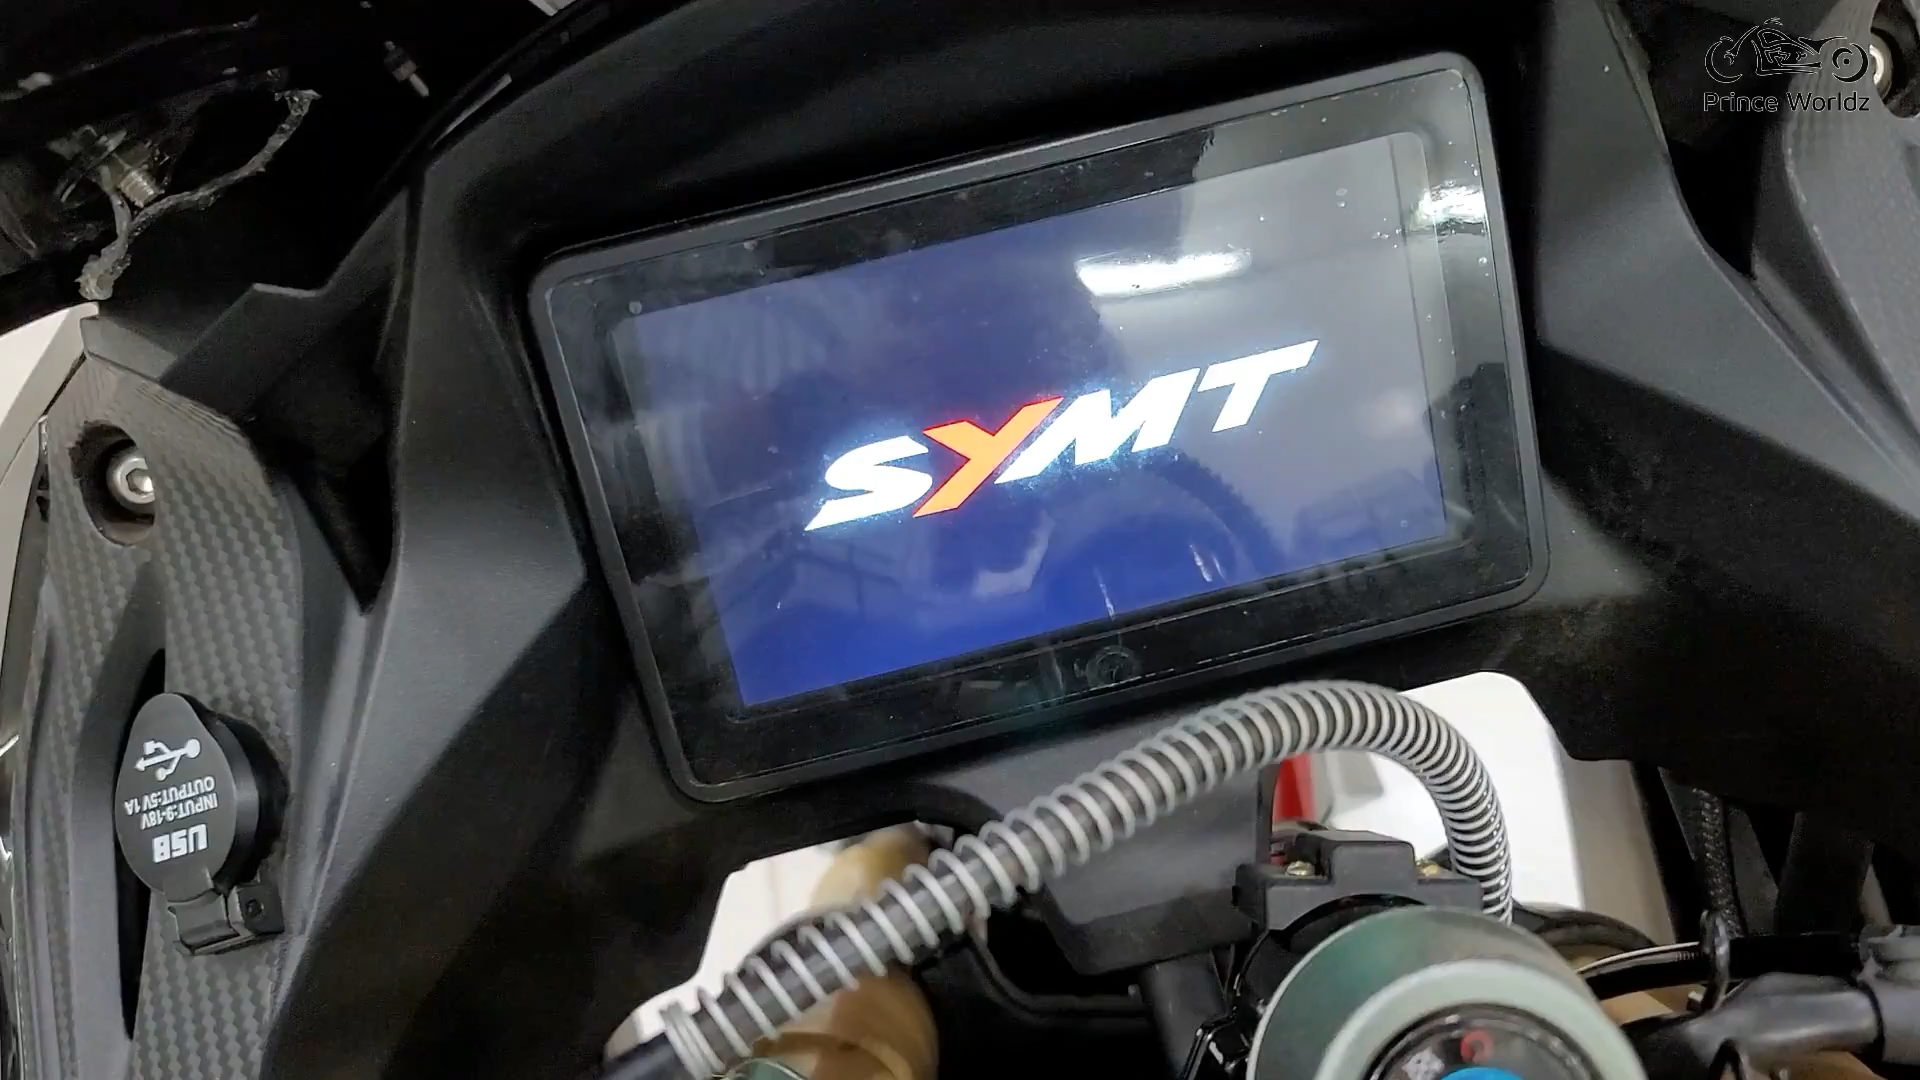 Prince Worldz
SYMT
USB
INPUT:9-18V
OUTPUT:5V 1A